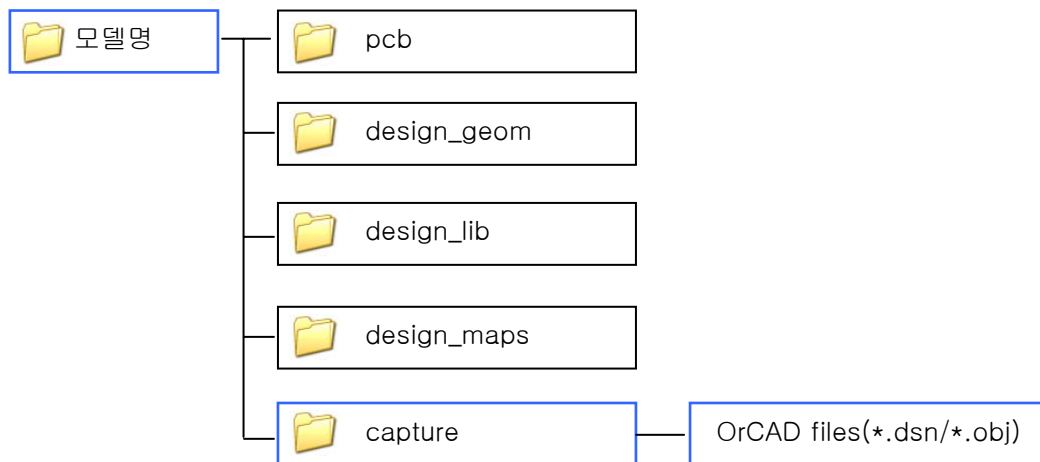 모델명
pcb
design_geom
design_lib
design_maps
capture
OrCAD files(*.dsn/*.obj)